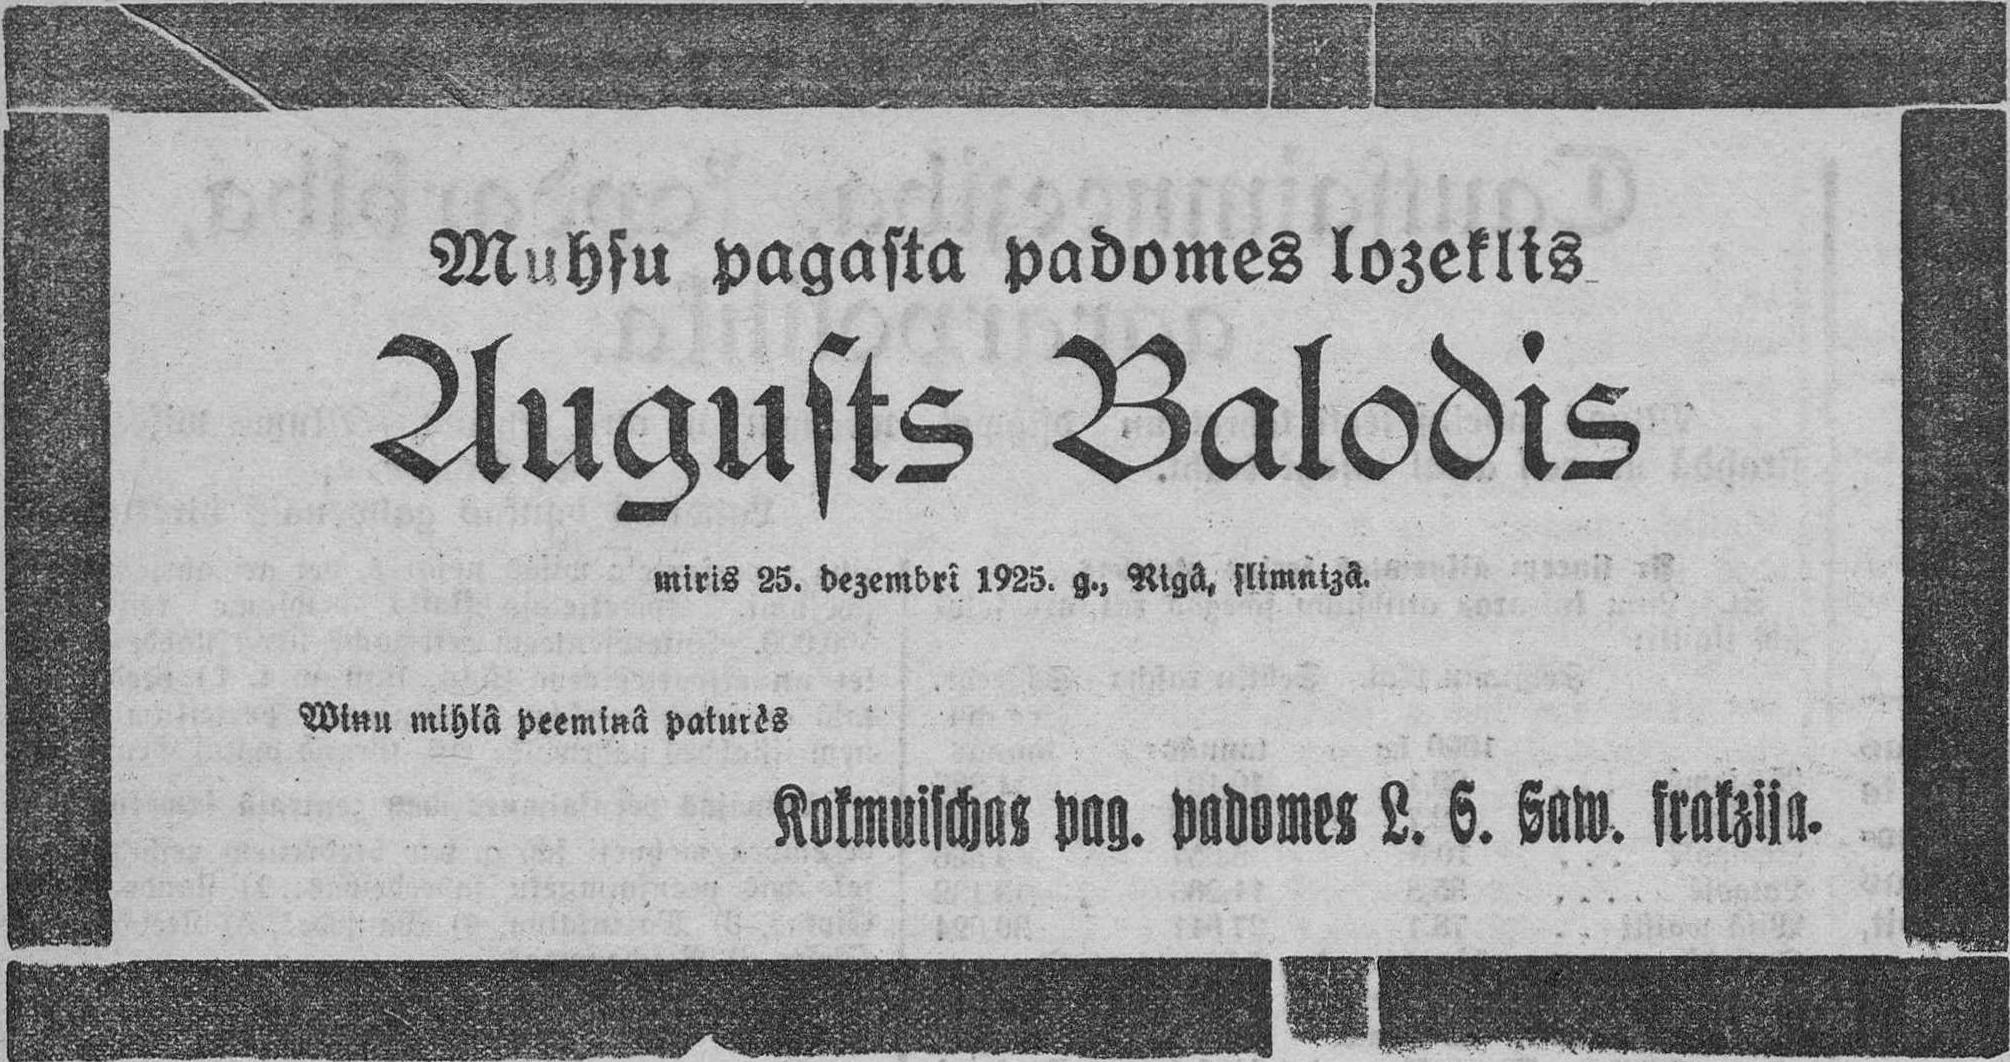 Muhſu pagaſta padomes lozeklis
Auguſts Balodis
miris 25. dezembrî 1925. g., Rigâ, ſlimnizâ.
Winu mihlâ peeminâ paturês
Kokmuiſchas pag. padomes L. S. Saw. frakzija.